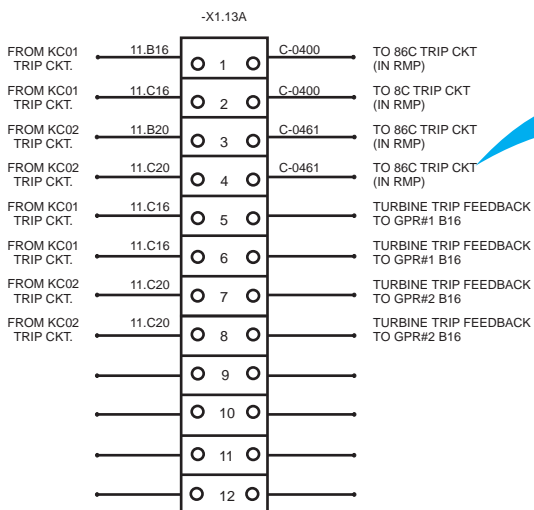 -X1.13A
FROM KC01 11.B16 1 C-0400 TO 86C TRIP CKT
TRIP CKT. (IN RMP)
FROM KC01 11.C16 2 C-0400 TO 8C TRIP CKT
TRIP CKT. (IN RMP)
FROM KC02 11.B20 3 C-0461 TO 86C TRIP CKT
TRIP CKT. (IN RMP)
FROM KC02 11.C20 4 C-0461 TO 86C TRIP CKT
TRIP CKT. (IN RMP)
FROM KC01 11.C16 5 TURBINE TRIP FEEDBACK
TRIP CKT. TO GPR#1 B16
FROM KC01 11.C16 6 TURBINE TRIP FEEDBACK
TRIP CKT. TO GPR#1 B16
FROM KC02 11.C20 7 TURBINE TRIP FEEDBACK
TRIP CKT. TO GPR#2 B16
FROM KC02 11.C20 8 TURBINE TRIP FEEDBACK
TRIP CKT. TO GPR#2 B16
9
10
11
12